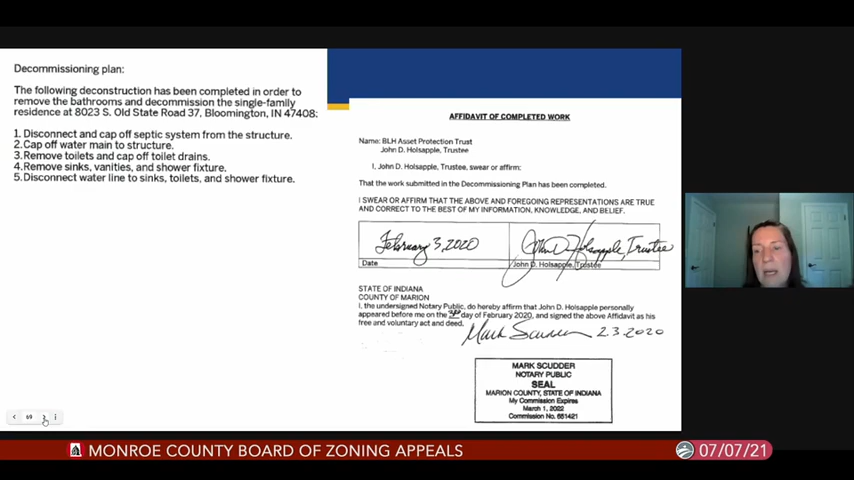 Decommissioning plan:
The following deconstruction has been completed in order to
remove the bathrooms and decommission the single-family
residence at 8023 S. Old State Road 37, Bloomington, IN 47408:
1. Disconnect and cap off septic system from the structure.
2.Cap off water main to structure.
3.Remove toilets and cap off toilet drains.
4.Remove sinks, vanities, and shower fixture.
5.Disconnect water line to sinks, toilets, and shower fixture.
AFFIDAVIT OF COMPLETED WORK
Name: BLH Asset Protection Trust
John D. Holsapple, Trustee
I, John D. Holsapple, Trustee, swear or affirm:
That the work submitted in the Decommissioning Plan has been completed.
I SWEAR OR AFFIRM THAT THE ABOVE AND FOREGOING REPRESENTATIONS ARE TRUE
AND CORRECT TO THE BEST OF MY INFORMATION, KNOWLEDGE, AND BELIEF.
February 3, 2020
John D. Holsapple, Trustee
Date
John D. Holsapple, Trustee
STATE OF INDIANA
COUNTY OF MARION
I, the undersigned Notary Public, do hereby affirm that John D. Holsapple personally
appeared before me on the 3rd day of February 2020, and signed the above Affidavit as his
free and voluntary act and deed.
Mark Scudder 2.3.2020
MARK SCUDDER
NOTARY PUBLIC
SEAL
MARION COUNTY, STATE OF INDIANA
My Commission Expires
March 1, 2022
Commission No. 651421
69
MONROE COUNTY BOARD OF ZONING APPEALS
07/07/21